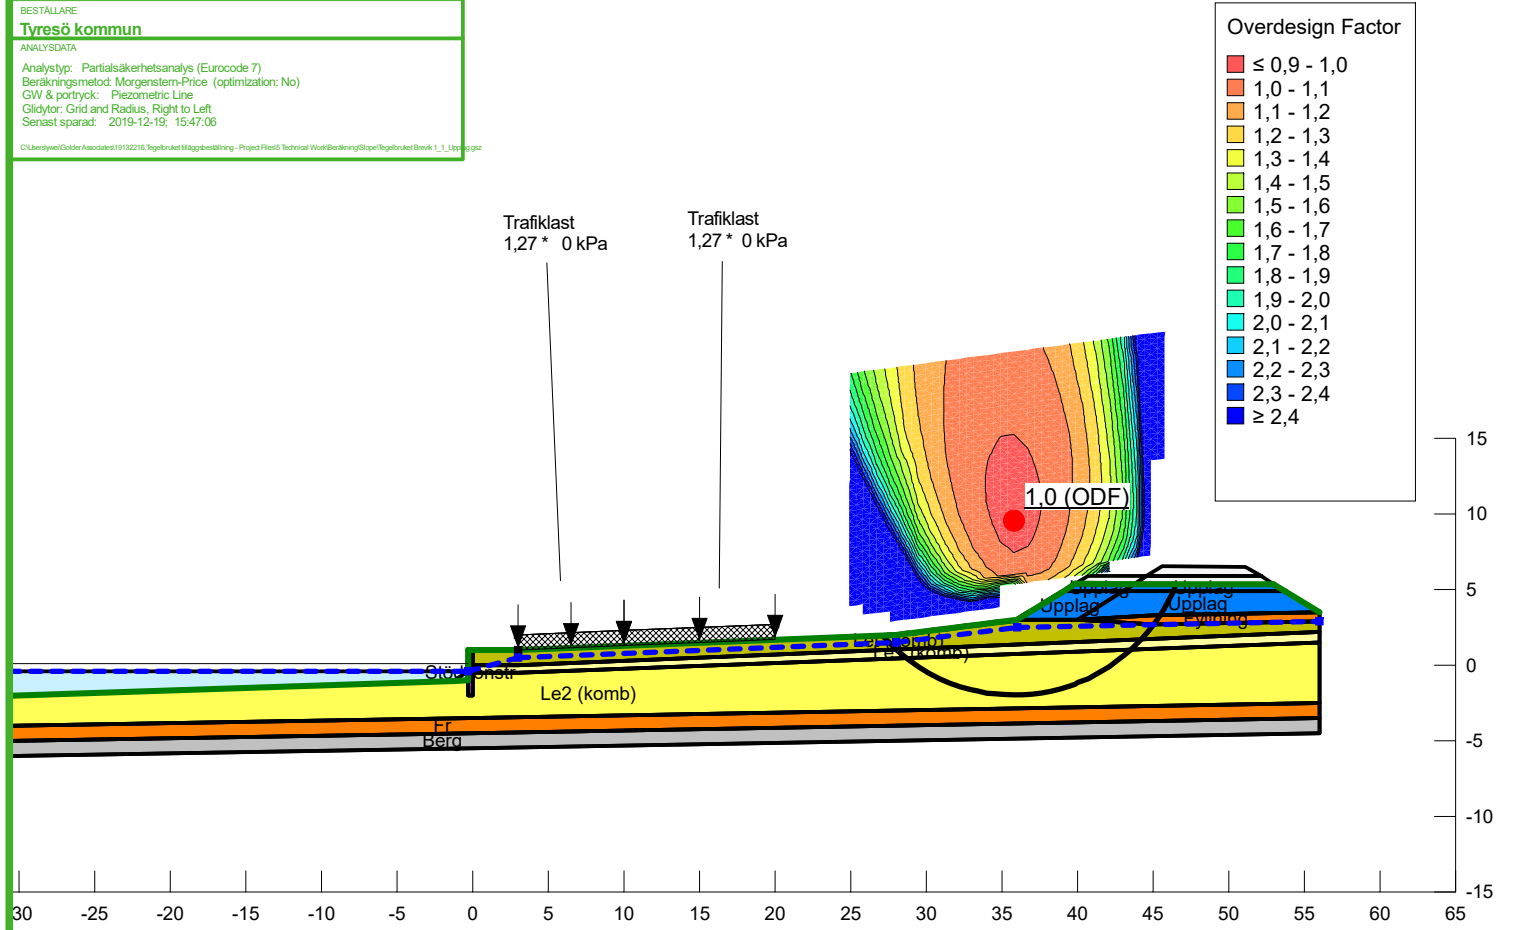 BESTÄLLARE
Tyresö kommun
ANALYSDATA
Analystyp: Partialsäkerhetsanalys (Eurocode 7)
Beräkningsmetod: Morgenstern-Price (optimization: No)
GW & portryck: Piezometric Line
Glidytor: Grid and Radius, Right to Left
Senast sparad: 2019-12-19; 15:47:06
Trafiklast
1,27 * 0 kPa
Trafiklast
1,27 * 0 kPa
Overdesign Factor
≤ 0,9 - 1,0
1,0 - 1,1
1,1 - 1,2
1,2 - 1,3
1,3 - 1,4
1,4 - 1,5
1,5 - 1,6
1,6 - 1,7
1,7 - 1,8
1,8 - 1,9
1,9 - 2,0
2,0 - 2,1
2,1 - 2,2
2,2 - 2,3
2,3 - 2,4
≥ 2,4
1,0 (ODF)
Upplag
Upplag
Upplag
Upplag
Fyllning
Le2 (komb)
Fr
Berg
15
10
5
0
-5
-10
-15
-30 -25 -20 -15 -10 -5 0 5 10 15 20 25 30 35 40 45 50 55 60 65